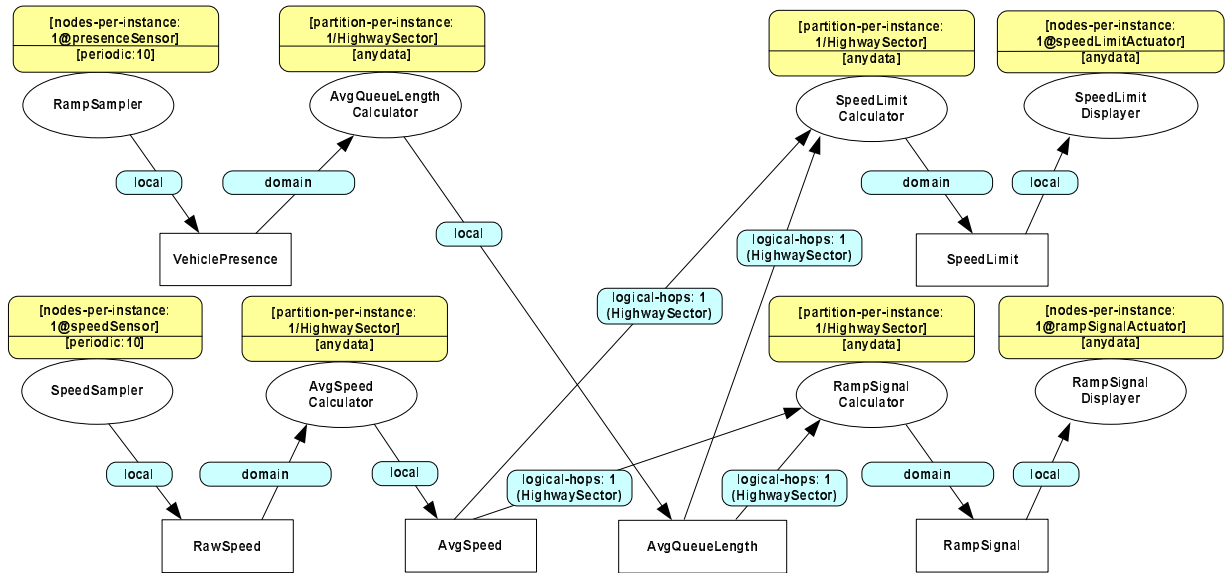 [nodes-per-instance:
1@presenceSensor]
[periodic:10]
RampSampler
local
VehiclePresence
[partition-per-instance:
1/HighwaySector]
[anydata]
AvgQueueLength
Calculator
domain
local
[partition-per-instance:
1/HighwaySector]
[anydata]
SpeedLimit
Calculator
domain
SpeedLimit
[nodes-per-instance:
1@speedLimitActuator]
[anydata]
SpeedLimit
Displayer
local
logical-hops: 1
(HighwaySector)
logical-hops: 1
(HighwaySector)
[nodes-per-instance:
1@speedSensor]
[periodic:10]
SpeedSampler
local
RawSpeed
[partition-per-instance:
1/HighwaySector]
[anydata]
AvgSpeed
Calculator
domain
local
AvgSpeed
logical-hops: 1
(HighwaySector)
AvgQueueLength
logical-hops: 1
(HighwaySector)
[partition-per-instance:
1/HighwaySector]
[anydata]
RampSignal
Calculator
domain
RampSignal
[nodes-per-instance:
1@rampSignalActuator]
[anydata]
RampSignal
Displayer
local